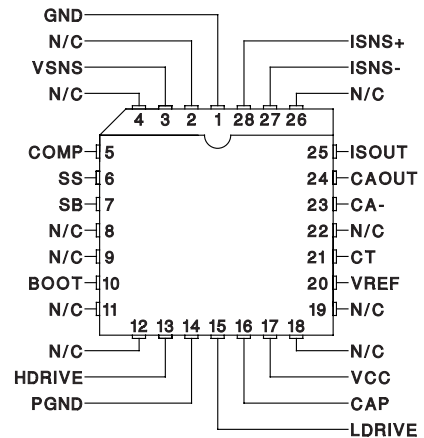 GND
N/C ISNS+
VSNS ISNS-
N/C N/C
4 3 2 1 28 27 26
COMP 5 25 ISOUT
SS 6 24 CAOUT
SB 7 23 CA-
N/C 8 22 N/C
N/C 9 21 CT
BOOT 10 20 VREF
N/C 11 19 N/C
12 13 14 15 16 17 18
N/C N/C
HDRIVE VCC
PGND CAP
LDRIVE